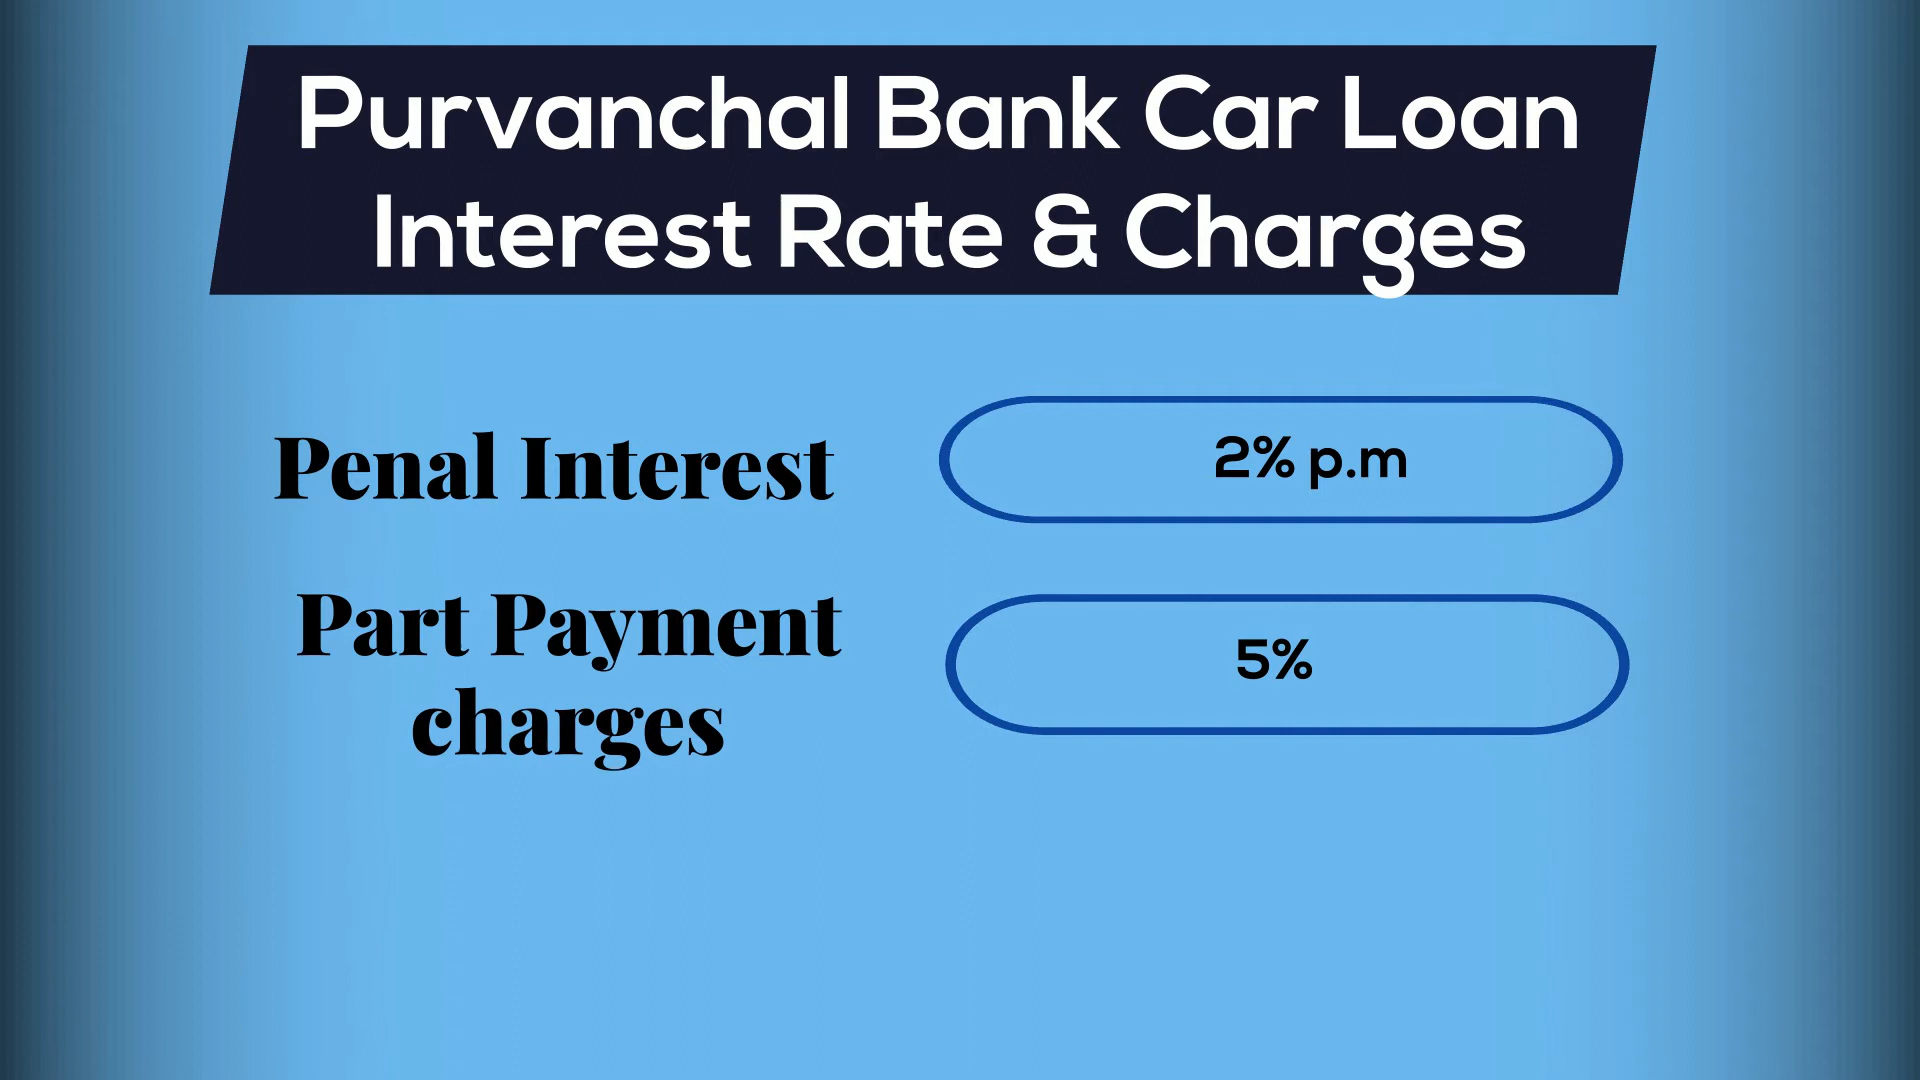 Purvanchal Bank Car Loan
Interest Rate & Charges
Penal Interest
2% p.m
Part Payment
charges
5%